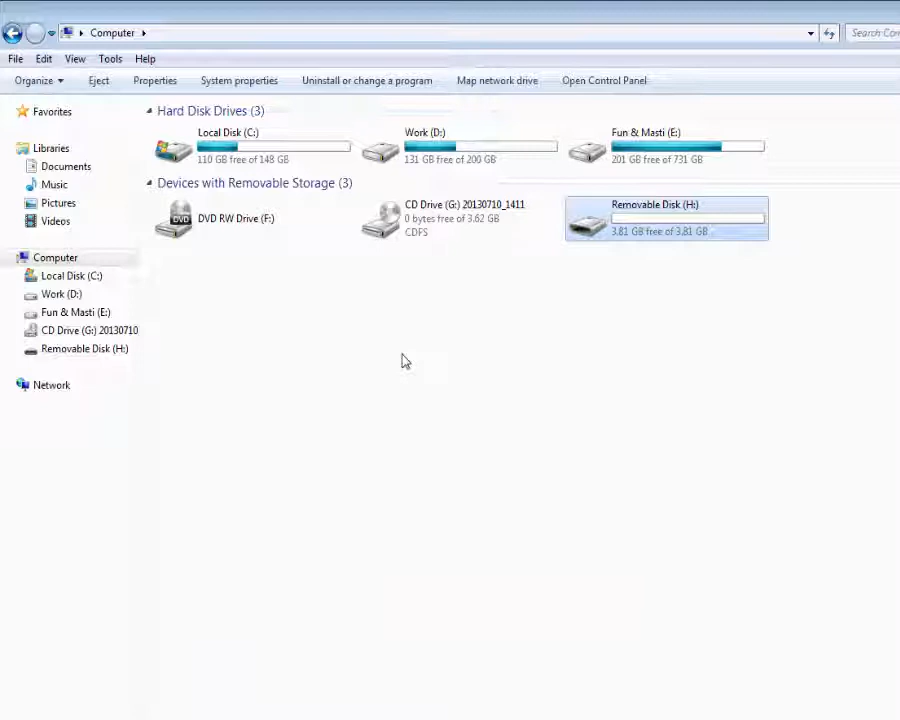 Computer
Search Con
File Edit View Tools Help
Organize Eject Properties System properties Uninstall or change a program Map network drive Open Control Panel
Favorites
Libraries
Documents
Music
Pictures
Videos
Computer
Local Disk (C:)
Work (D:)
Fun & Masti (E:)
CD Drive (G:) 20130710
Removable Disk (H:)
Network
Hard Disk Drives (3)
Local Disk (C:)
110 GB free of 148 GB
Work (D:)
131 GB free of 200 GB
Fun & Masti (E:)
201 GB free of 731 GB
Devices with Removable Storage (3)
DVD
DVD RW Drive (F:)
CD Drive (G:) 20130710_1411
0 bytes free of 3.62 GB
CDFS
Removable Disk (H:)
3.81 GB free of 3.81 GB